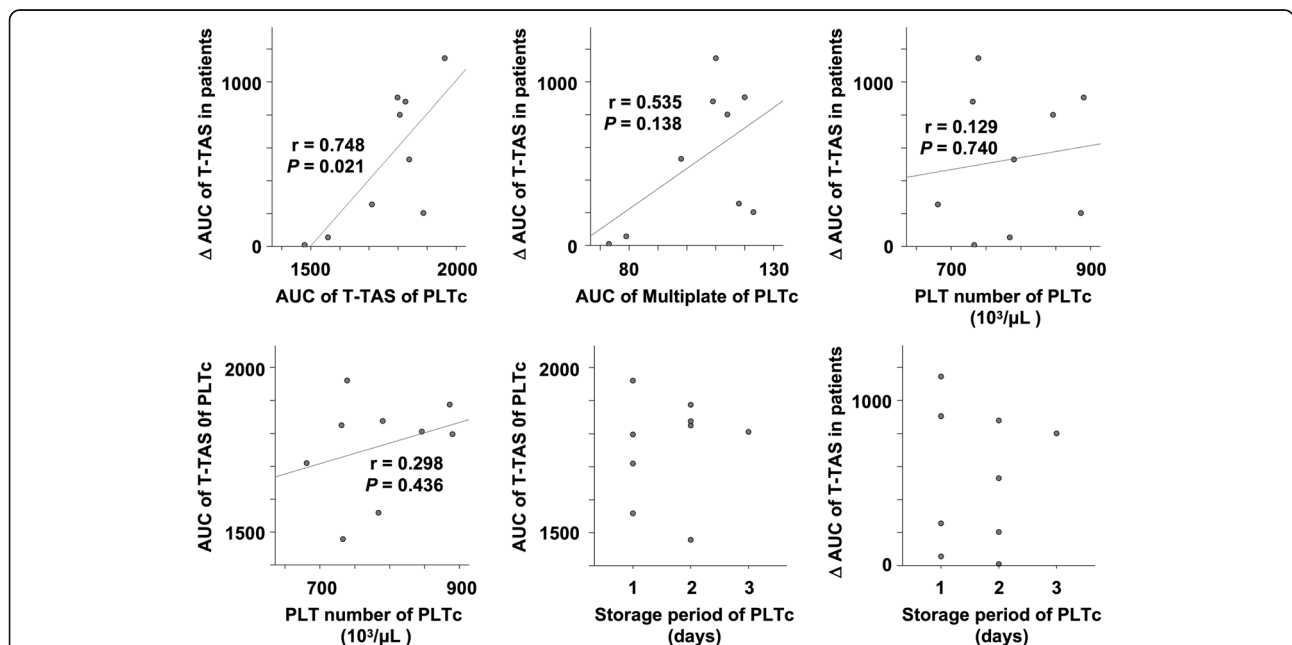 Δ AUC of T-TAS in patients
1000
0
r = 0.748
P = 0.021
1500 2000
AUC of T-TAS of PLTc
Δ AUC of T-TAS in patients
1000
0
r = 0.535
P = 0.138
80 130
AUC of Multiplate of PLTc
Δ AUC of T-TAS in patients
1000
0
r = 0.129
P = 0.740
700 900
PLT number of PLTc
(10³/μL )
AUC of T-TAS 0f PLTc
2000
1500
r = 0.298
P = 0.436
700 900
PLT number of PLTc
(10³/μL )
AUC of T-TAS 0f PLTc
2000
1500
1 2 3
Storage period of PLTc
(days)
Δ AUC of T-TAS in patients
1000
0
1 2 3
Storage period of PLTc
(days)